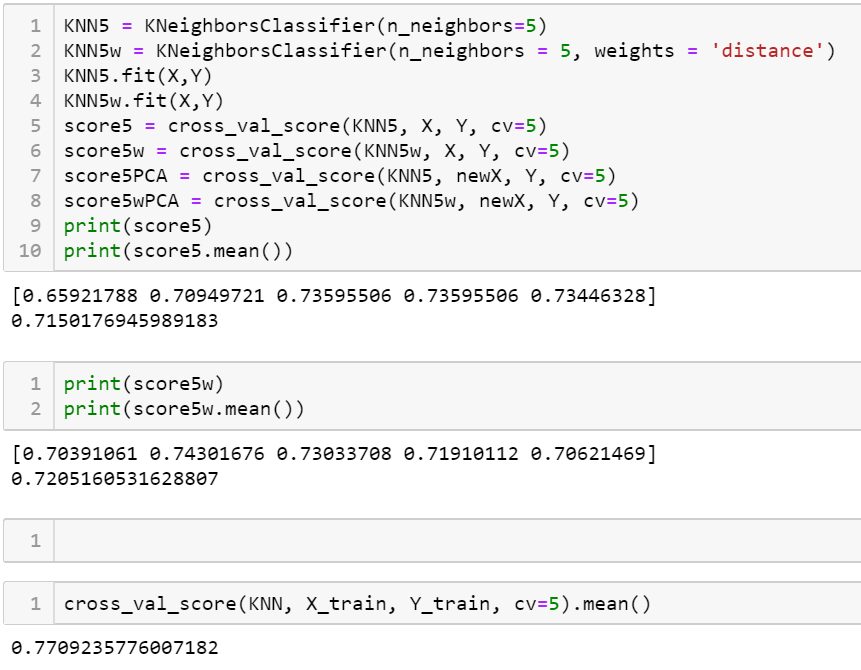 1 KNN5 = KNeighborsClassifier(n_neighbors=5)
2 KNN5w = KNeighborsClassifier(n_neighbors = 5, weights = 'distance')
3 KNN5.fit(X,Y)
4 KNN5w.fit(X,Y)
5 score5 = cross_val_score(KNN5, X, Y, cv=5)
6 score5w = cross_val_score(KNN5w, X, Y, cv=5)
7 score5PCA = cross_val_score(KNN5, newX, Y, cv=5)
8 score5wPCA = cross_val_score(KNN5w, newX, Y, cv=5)
9 print(score5)
10 print(score5.mean())
[0.65921788 0.70949721 0.73595506 0.73595506 0.73446328]
0.7150176945989183
1 print(score5w)
2 print(score5w.mean())
[0.70391061 0.74301676 0.73033708 0.71910112 0.70621469]
0.7205160531628807
1
1 cross_val_score(KNN, X_train, Y_train, cv=5).mean()
0.7709235776007182